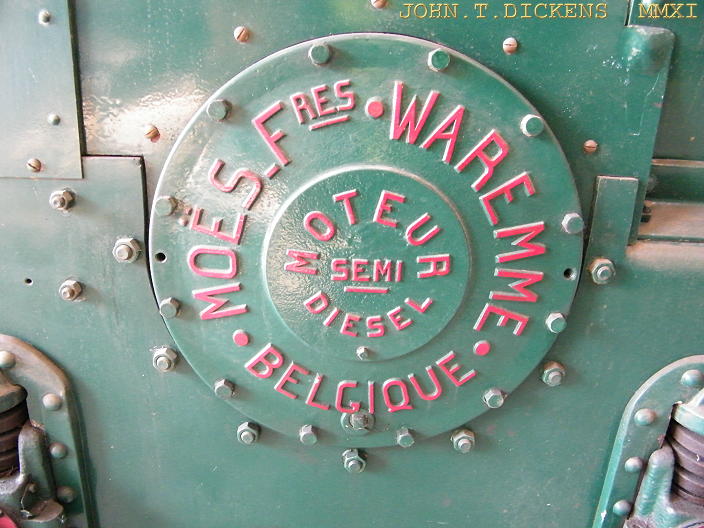 JOHN.T.DICKENS MMXI
MOËS-FRES • WAREMME •
BELGIQUE •
MOTEUR
SEMI
DIESEL